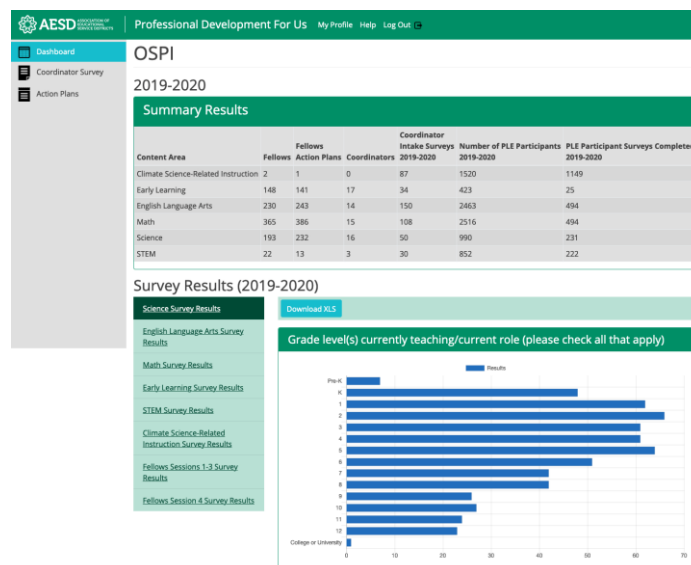 AESD ASSOCIATION OF EDUCATIONAL SERVICE DISTRICTS
Professional Development For Us My Profile Help Log Out
Dashboard
Coordinator Survey
Action Plans
OSPI
2019-2020
Summary Results
Content Area Fellows Fellows Action Plans Coordinators Coordinator Intake Surveys 2019-2020 Number of PLE Participants 2019-2020 PLE Participant Surveys Completed 2019-2020
Climate Science-Related Instruction 2 1 0 87 1520 1149
Early Learning 148 141 17 34 423 25
English Language Arts 230 243 14 150 2463 494
Math 365 386 15 108 2516 494
Science 193 232 16 50 990 231
STEM 22 13 3 30 852 222
Survey Results (2019-2020)
Science Survey Results
English Language Arts Survey
Results
Math Survey Results
Early Learning Survey Results
STEM Survey Results
Climate Science-Related
Instruction Survey Results
Fellows Sessions 1-3 Survey
Results
Fellows Session 4 Survey Results
Download XLS
Grade level(s) currently teaching/current role (please check all that apply)
Results
Pre-K
K
1
2
3
4
5
6
7
8
9
10
11
12
College or University
0 10 20 30 40 50 60 70